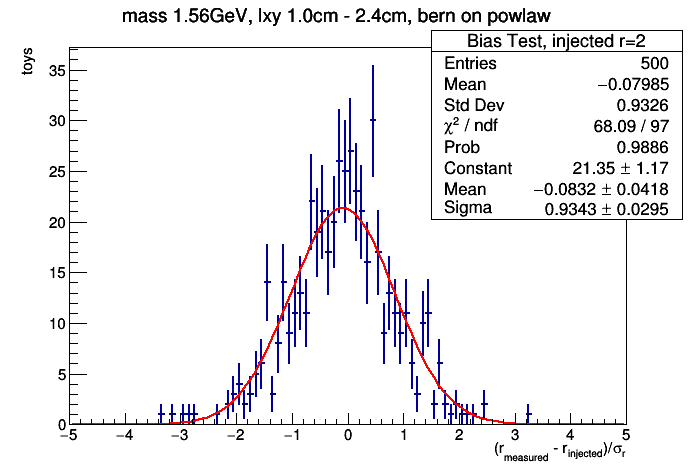 mass 1.56GeV, lxy 1.0cm - 2.4cm, bern on powlaw
Bias Test, injected r=2
Entries 500
Mean −0.07985
Std Dev 0.9326
χ² / ndf 68.09 / 97
Prob 0.9886
Constant 21.35 ± 1.17
Mean −0.0832 ± 0.0418
Sigma 0.9343 ± 0.0295
toys
35
30
25
20
15
10
5
0
−5 −4 −3 −2 −1 0 1 2 3 4 5
(r_measured - r_injected)/σ_r